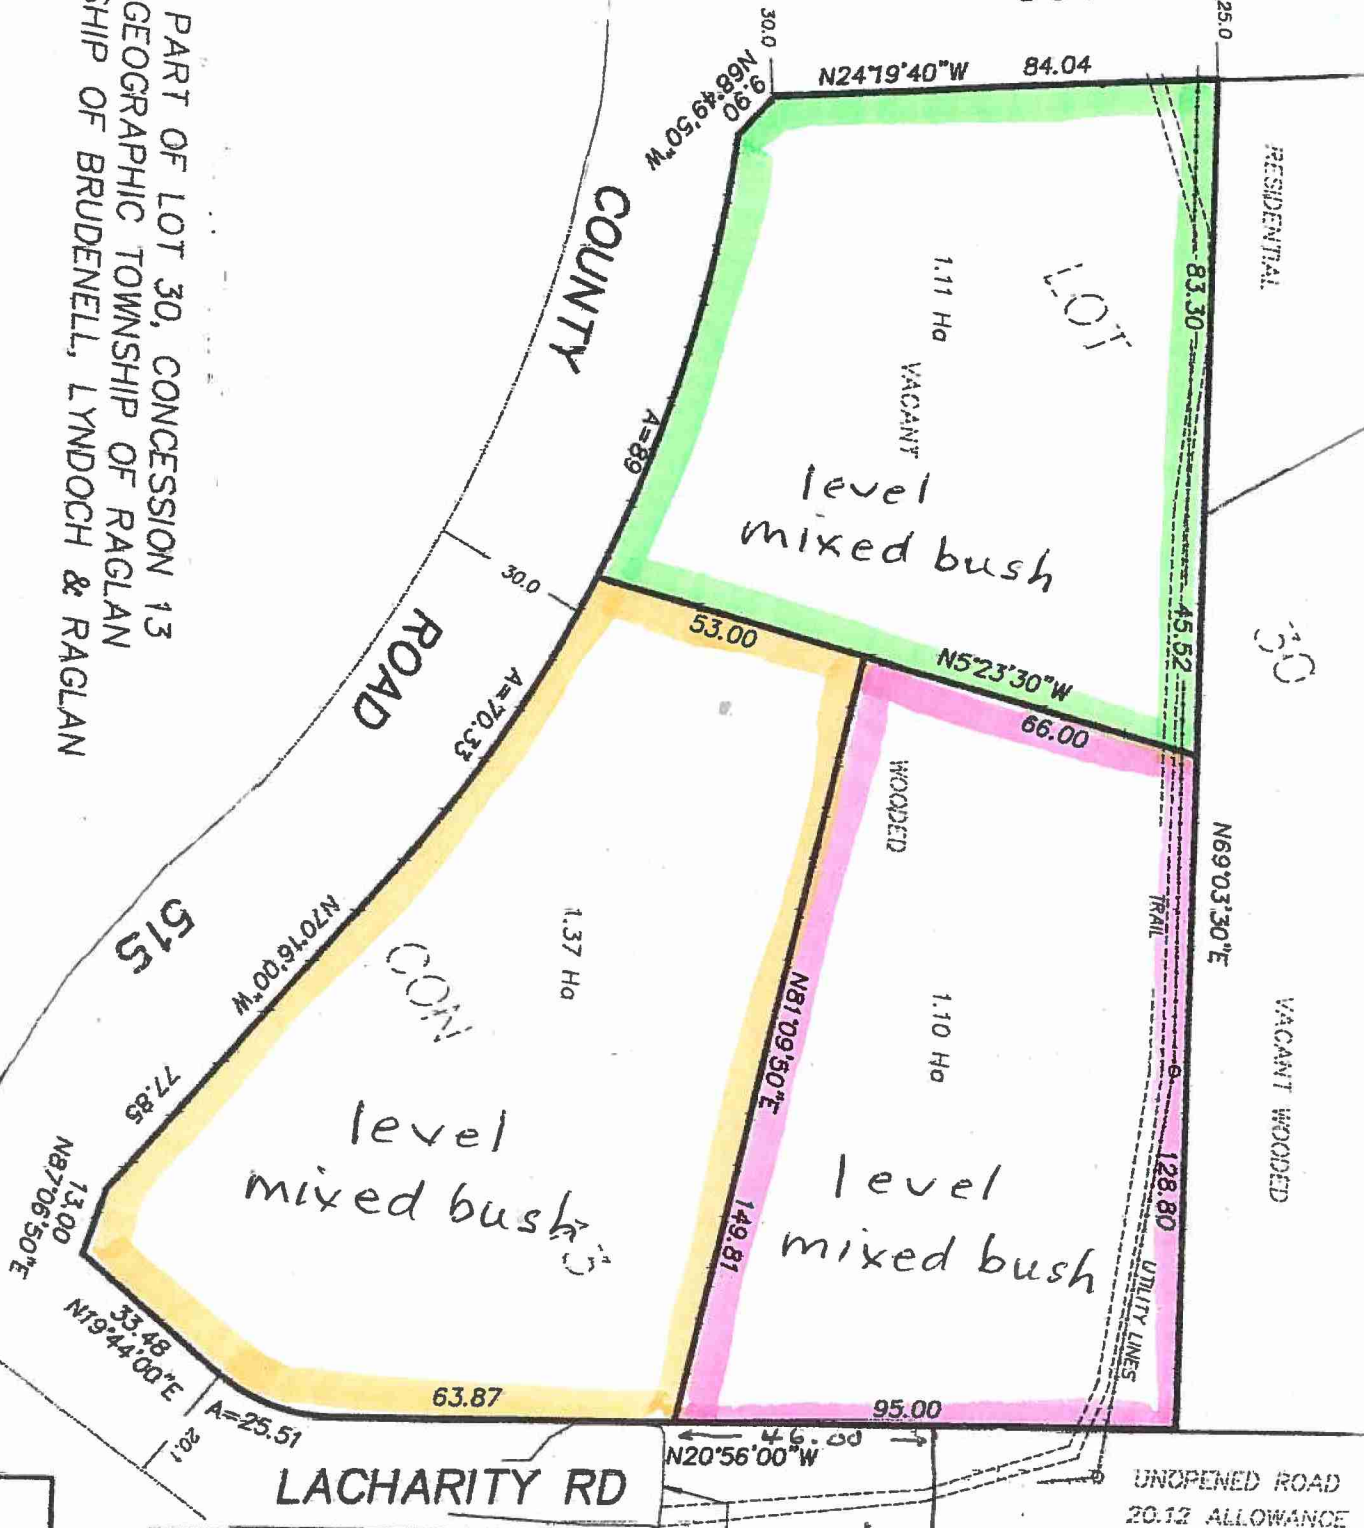 PART OF LOT 30, CONCESSION 13
GEOGRAPHIC TOWNSHIP OF RAGLAN
SHIP OF BRUDENELL, LYNDOCH & RAGLAN
25.0
30.0
N24°19'40"W
84.04
9.90
N68°49'50"W
RESIDENTIAL
COUNTY
ROAD
515
LOT
1.11 Ha
VACANT
level
mixed bush
83.30
45.52
30
A=89
30.0
53.00
N5°23'30"W
66.00
A=70.33
WOODED
N69°03'30"E
TRAIL
VACANT WOODED
N70°16'00"W
77.85
CON
1.37 Ha
level
mixed bush
13
N81°09'50"E
149.81
1.10 Ha
level
mixed bush
128.80
UTILITY LINES
13.00
N87°06'50"E
33.48
N19°44'00"E
A=25.51
20.1
63.87
95.00
46.00
N20°56'00"W
LACHARITY RD
UNOPENED ROAD
20.12 ALLOWANCE